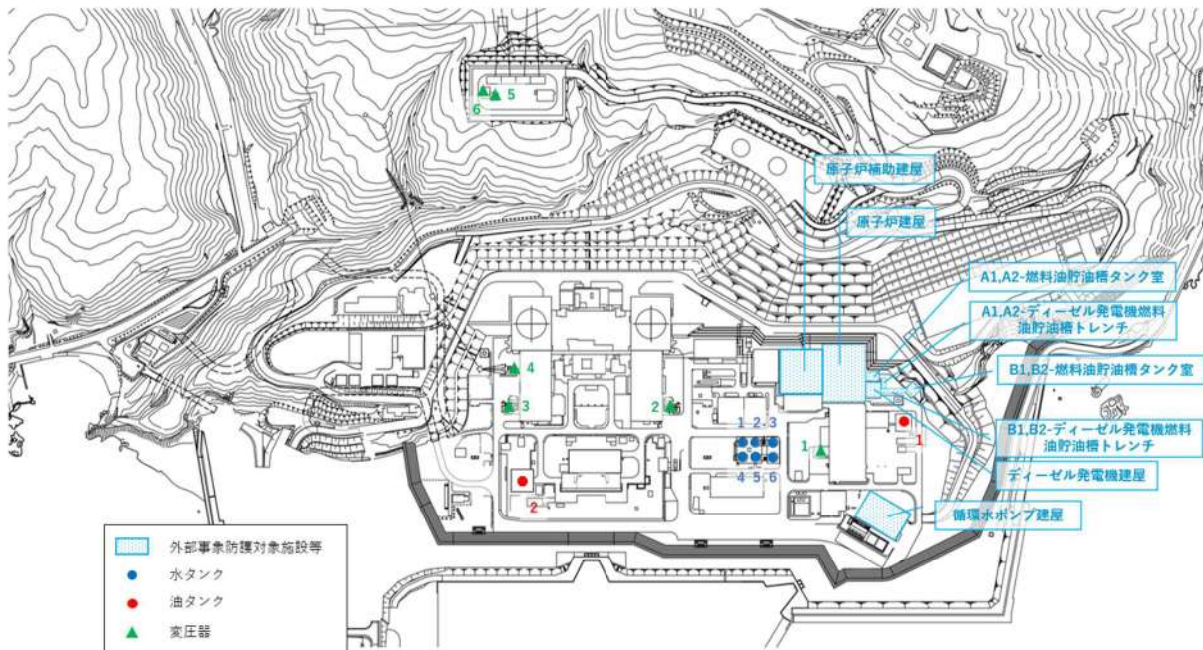 5
6
原子炉補助建屋
原子炉建屋
A1,A2-燃料油貯油槽タンク室
A1,A2-ディーゼル発電機燃料
油貯油槽トレンチ
B1,B2-燃料油貯油槽タンク室
B1,B2-ディーゼル発電機燃料
油貯油槽トレンチ
ディーゼル発電機建屋
循環水ポンプ建屋
4
3
2
1 2 3
1
1
4 5 6
2
外部事象防護対象施設等
水タンク
油タンク
変圧器